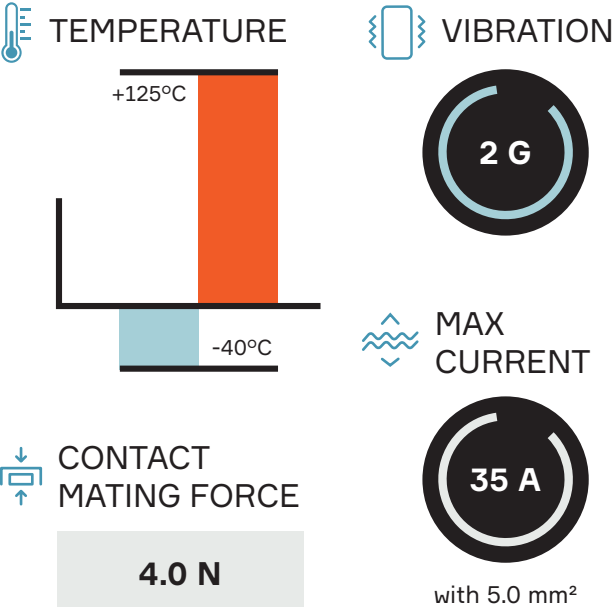 TEMPERATURE
+125°C
-40°C
VIBRATION
2 G
MAX
CURRENT
35 A
with 5.0 mm²
CONTACT
MATING FORCE
4.0 N